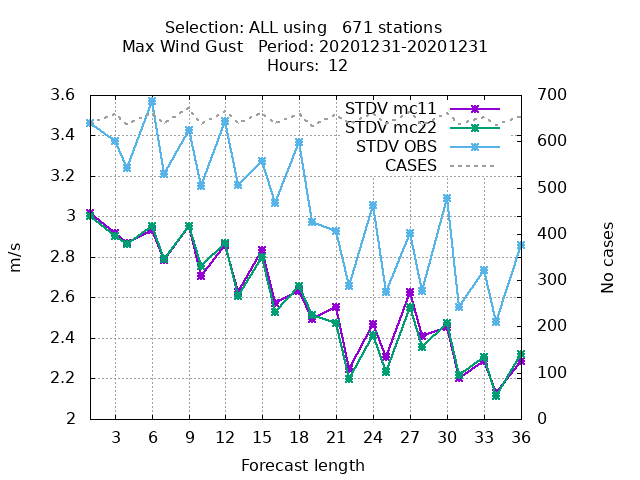 Selection: ALL using   671 stations
Max Wind Gust   Period: 20201231-20201231
Hours: 12
3.6
3.4
3.2
3
2.8
2.6
2.4
2.2
2
700
600
500
400
300
200
100
0
STDV mc11
STDV mc22
STDV OBS
CASES
m/s
No cases
3 6 9 12 15 18 21 24 27 30 33 36
Forecast length